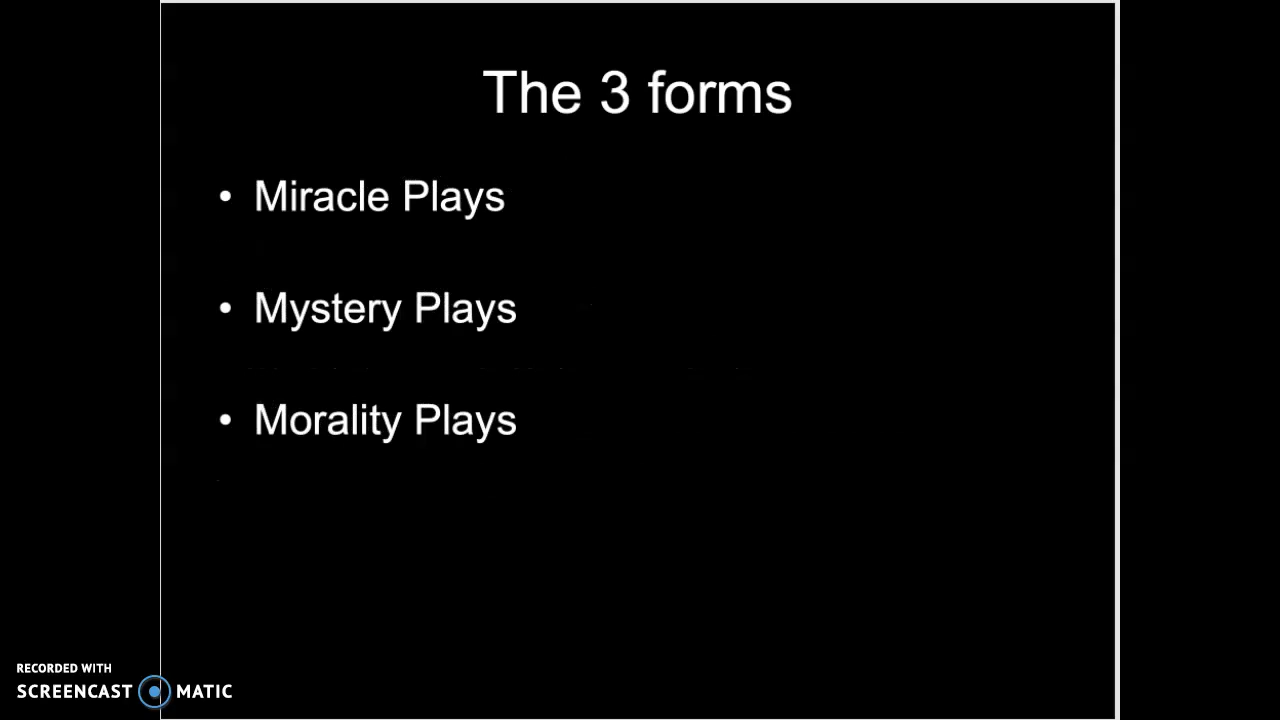 The 3 forms
• Miracle Plays
• Mystery Plays
• Morality Plays
RECORDED WITH
SCREENCAST MATIC